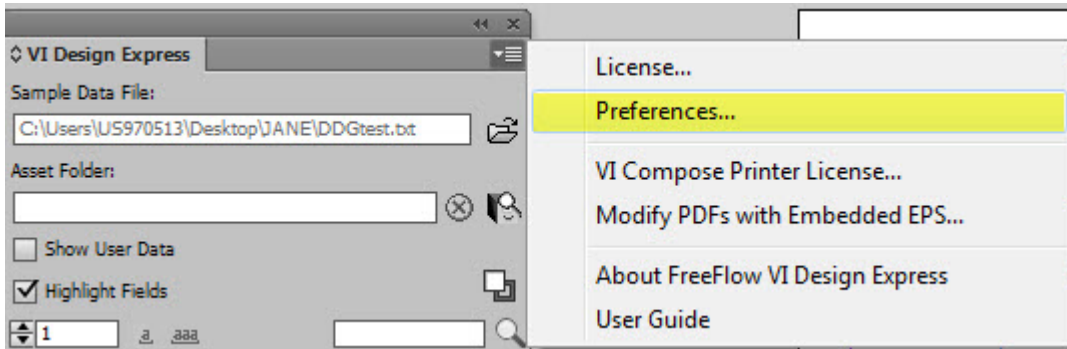 VI Design Express
Sample Data File:
C:\Users\US970513\Desktop\JANE\DDGtest.txt
Asset Folder:
Show User Data
Highlight Fields
1
a aaa
License...
Preferences...
VI Compose Printer License...
Modify PDFs with Embedded EPS...
About FreeFlow VI Design Express
User Guide